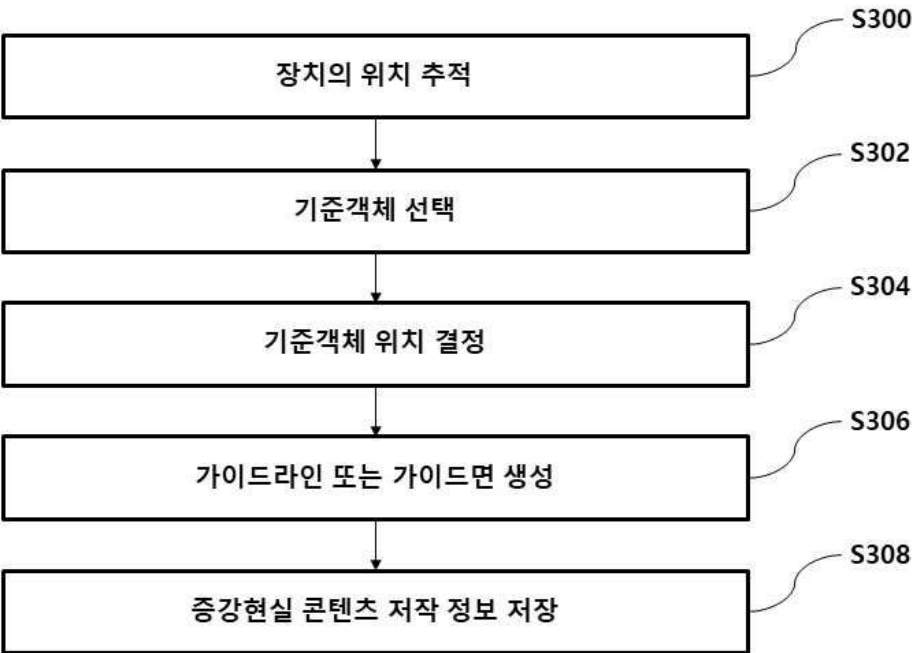 S300
장치의 위치 추적
S302
기준객체 선택
S304
기준객체 위치 결정
S306
가이드라인 또는 가이드면 생성
S308
증강현실 콘텐츠 저작 정보 저장